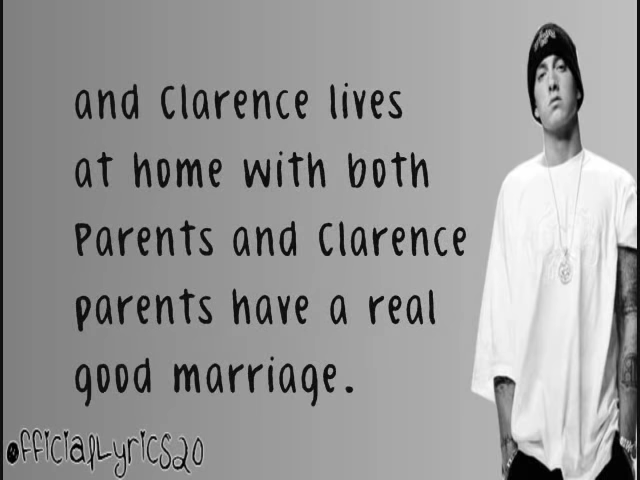 and Clarence lives
at home with both
Parents and Clarence
parents have a real
good marriage.
OfficialLyrics20